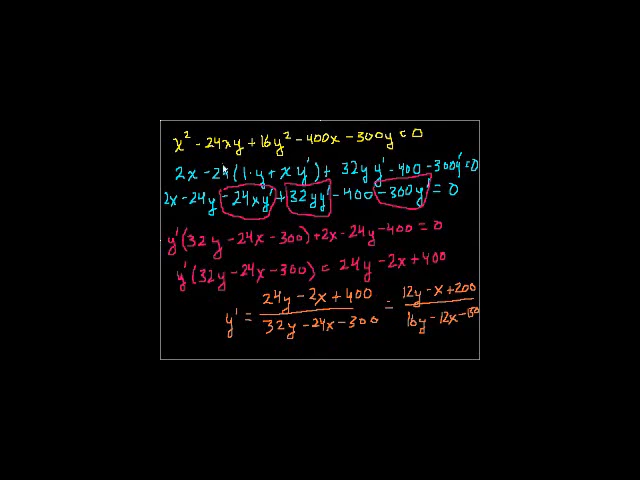 x² - 24xy + 16y² - 400x - 300y = 0
2x - 24(1·y + xy') + 32yy' - 400 - 300y' = 0
2x - 24y - 24xy' + 32yy' - 400 - 300y' = 0
y'(32y - 24x - 300) + 2x - 24y - 400 = 0
y'(32y - 24x - 300) = 24y - 2x + 400
y' = (24y - 2x + 400)/(32y - 24x - 300) = (12y - x + 200)/(16y - 12x - 150